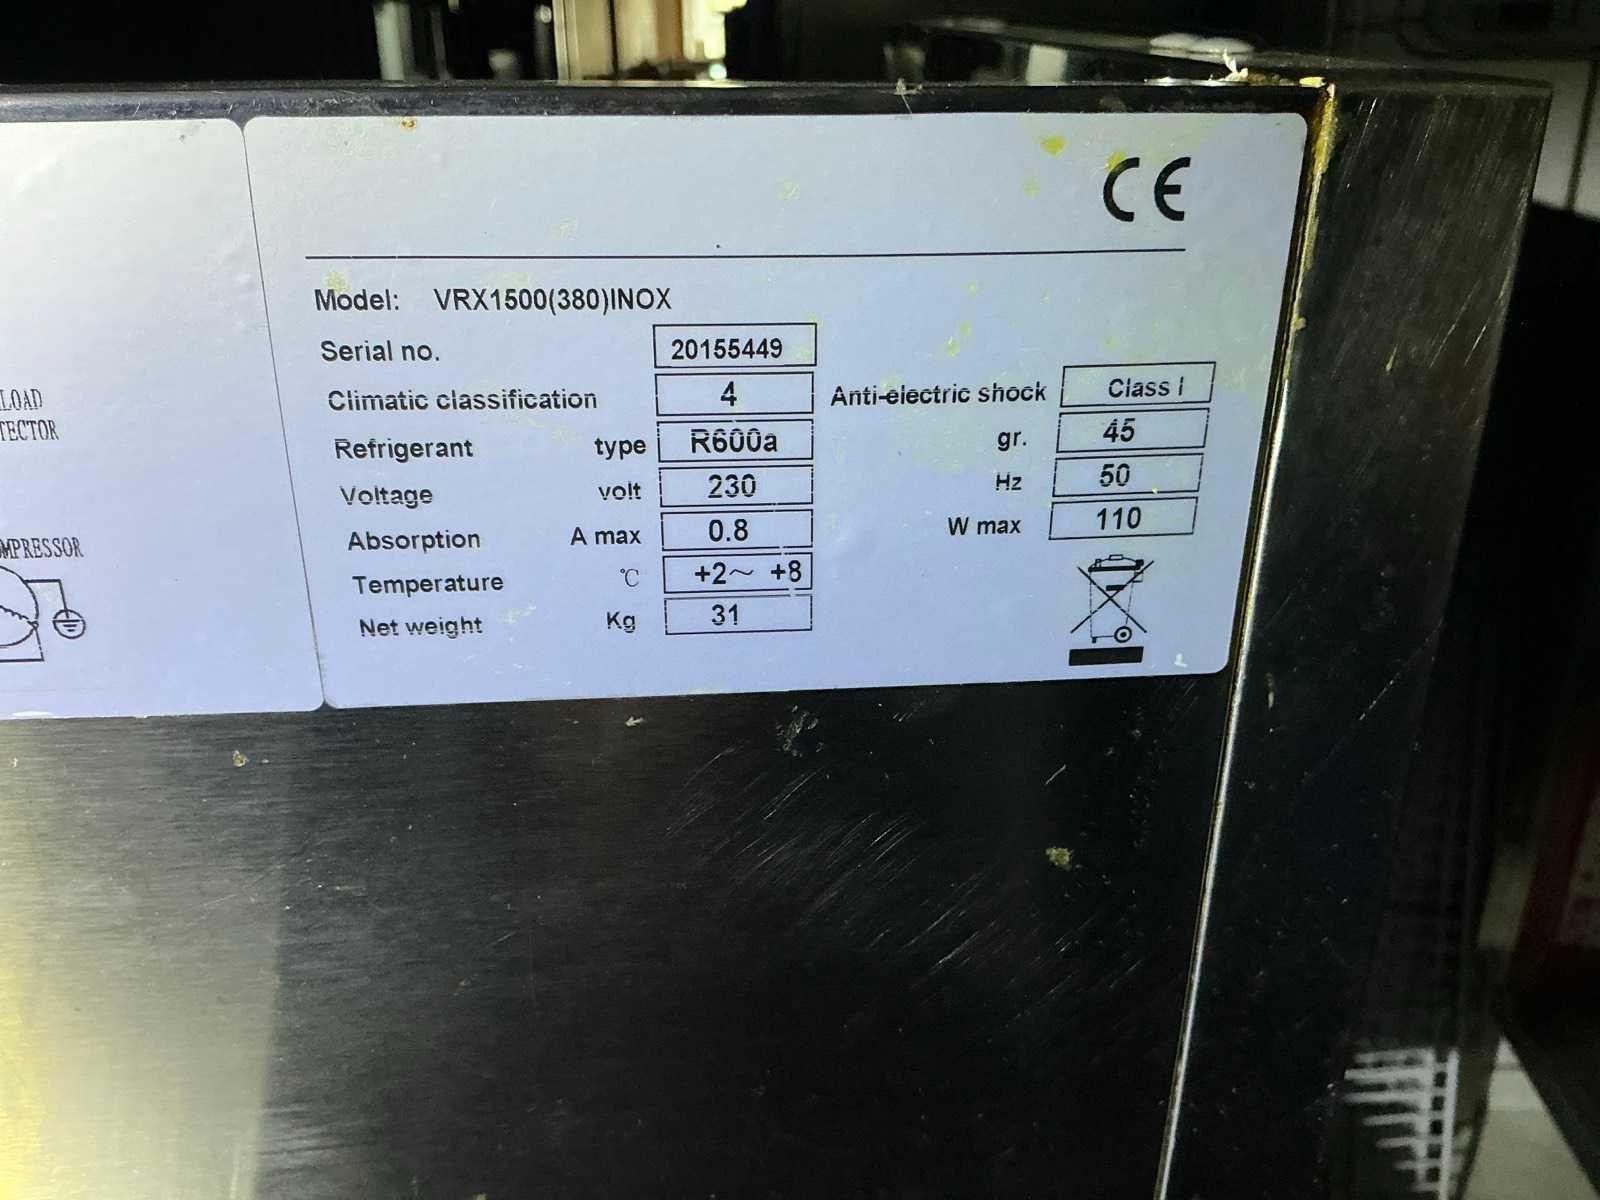 CE
Model: VRX1500(380)INOX
Serial no. 20155449
Climatic classification 4 Anti-electric shock Class I
Refrigerant type R600a gr. 45
Voltage volt 230 Hz 50
Absorption A max 0.8 W max 110
Temperature °C +2~ +8
Net weight Kg 31
LOAD
TECTOR
MPRESSOR